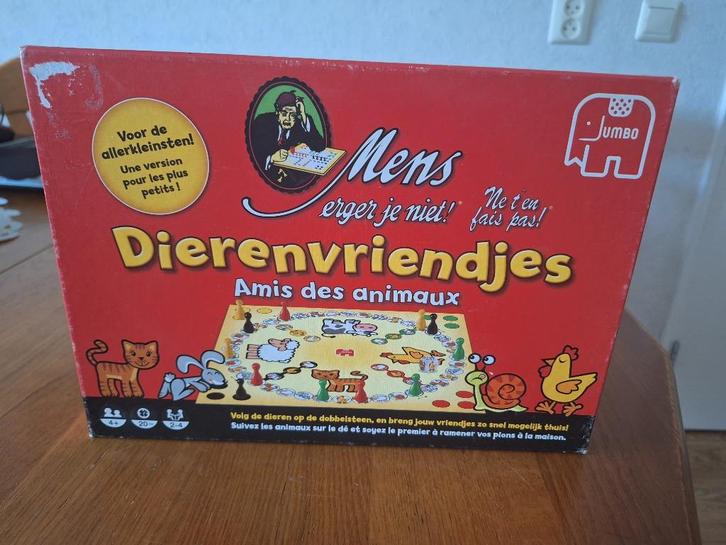 Voor de
allerkleinsten!
Une version
pour les plus
petits !
Mens
erger je niet!®
Ne t'en
fais pas!®
JUMBO
Dierenvriendjes
Amis des animaux
4+
20
2-4
Volg de dieren op de dobbelsteen, en breng jouw vriendjes zo snel mogelijk thuis!
Suivez les animaux sur le dé et soyez le premier à ramener vos pions à la maison.